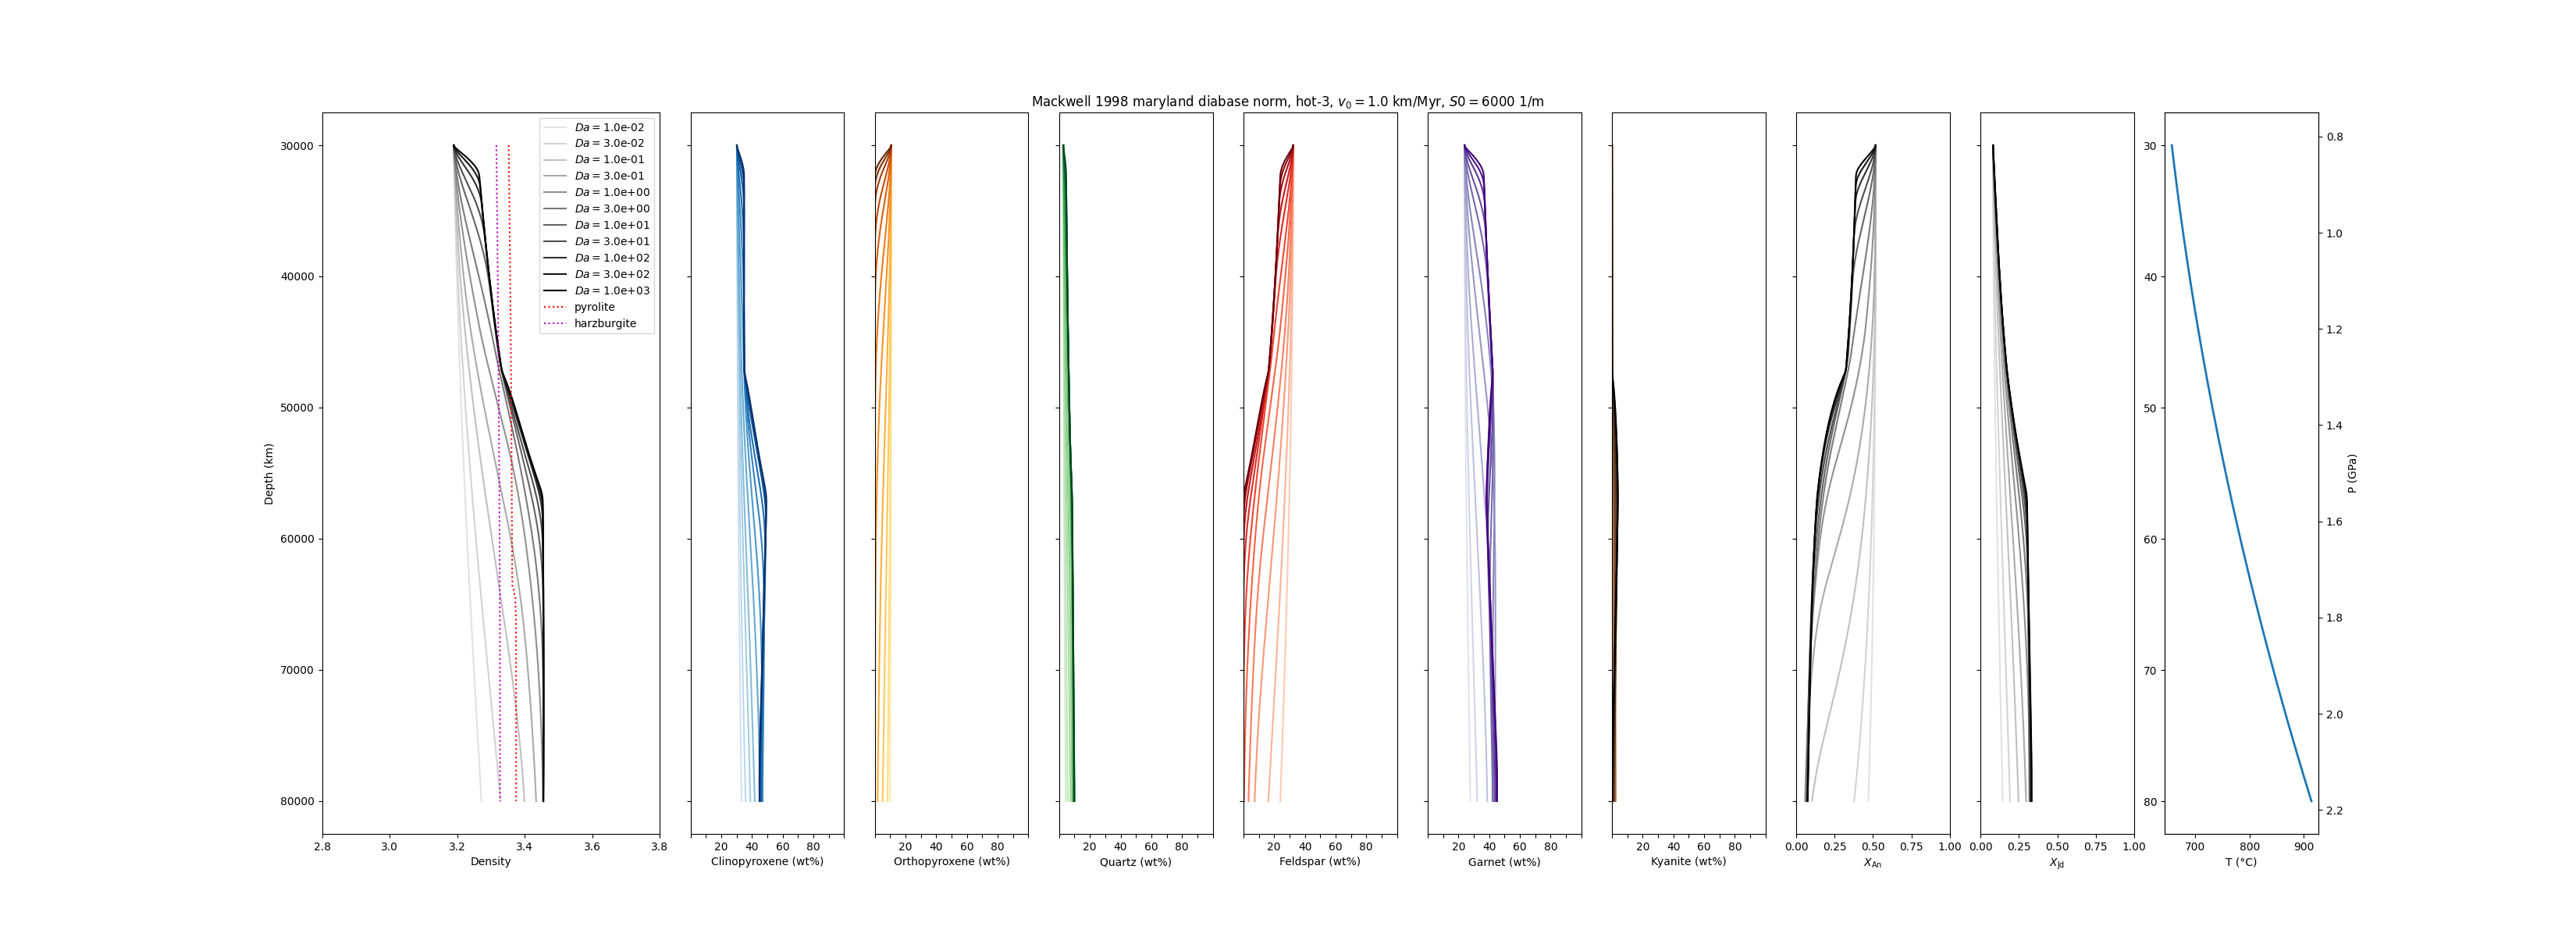 Mackwell 1998 maryland diabase norm, hot-3, v₀ = 1.0 km/Myr, S0 = 6000 1/m
Da = 1.0e-02
Da = 3.0e-02
Da = 1.0e-01
Da = 3.0e-01
Da = 1.0e+00
Da = 3.0e+00
Da = 1.0e+01
Da = 3.0e+01
Da = 1.0e+02
Da = 3.0e+02
Da = 1.0e+03
pyrolite
harzburgite
Depth (km)
30000
40000
50000
60000
70000
80000
2.8 3.0 3.2 3.4 3.6 3.8
Density
20 40 60 80
Clinopyroxene (wt%)
20 40 60 80
Orthopyroxene (wt%)
20 40 60 80
Quartz (wt%)
20 40 60 80
Feldspar (wt%)
20 40 60 80
Garnet (wt%)
20 40 60 80
Kyanite (wt%)
0.00 0.25 0.50 0.75 1.00
X_An
0.00 0.25 0.50 0.75 1.00
X_Jd
30
40
50
60
70
80
700 800 900
T (°C)
0.8
1.0
1.2
1.4
1.6
1.8
2.0
2.2
P (GPa)